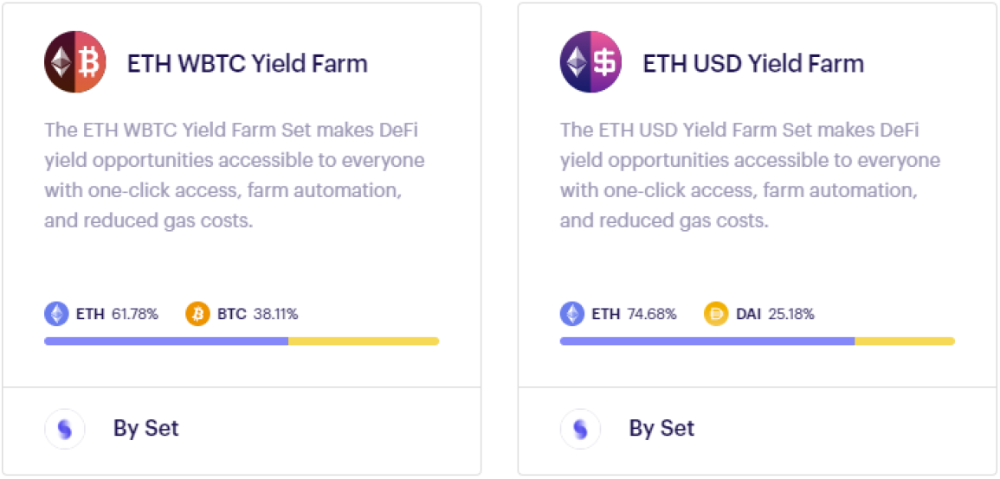 ETH WBTC Yield Farm
The ETH WBTC Yield Farm Set makes DeFi
yield opportunities accessible to everyone
with one-click access, farm automation,
and reduced gas costs.
ETH 61.78% BTC 38.11%
By Set
ETH USD Yield Farm
The ETH USD Yield Farm Set makes DeFi
yield opportunities accessible to everyone
with one-click access, farm automation,
and reduced gas costs.
ETH 74.68% DAI 25.18%
By Set